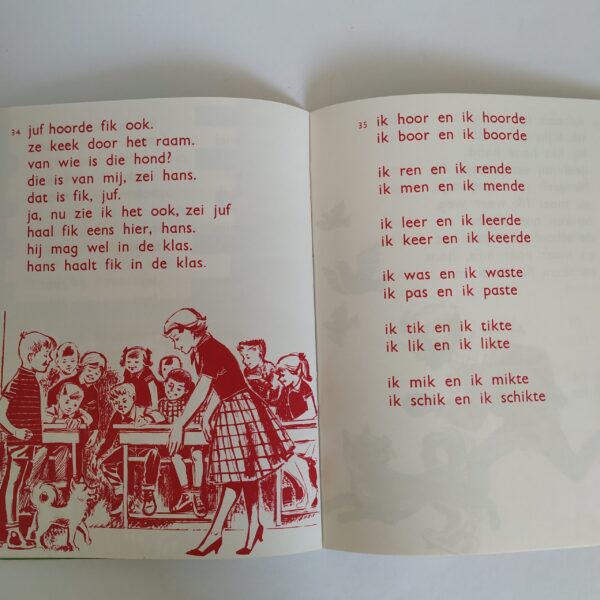 34 juf hoorde fik ook.
ze keek door het raam.
van wie is die hond?
die is van mij, zei hans.
dat is fik, juf.
ja, nu zie ik het ook, zei juf
haal fik eens hier, hans.
hij mag wel in de klas.
hans haalt fik in de klas.
35 ik hoor en ik hoorde
ik boor en ik boorde
ik ren en ik rende
ik men en ik mende
ik leer en ik leerde
ik keer en ik keerde
ik was en ik waste
ik pas en ik paste
ik tik en ik tikte
ik lik en ik likte
ik mik en ik mikte
ik schik en ik schikte